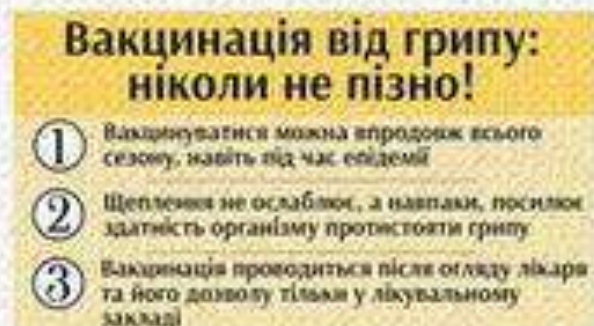 Вакцинація від грипу:
ніколи не пізно!
1 Вакцинуватися можна впродовж всього
сезону, навіть під час епідемії
2 Щеплення не ослаблює, а навпаки, посилює
здатність організму протистояти грипу
3 Вакцинація проводиться після огляду лікаря
та його дозволу тільки у лікувальному
закладі